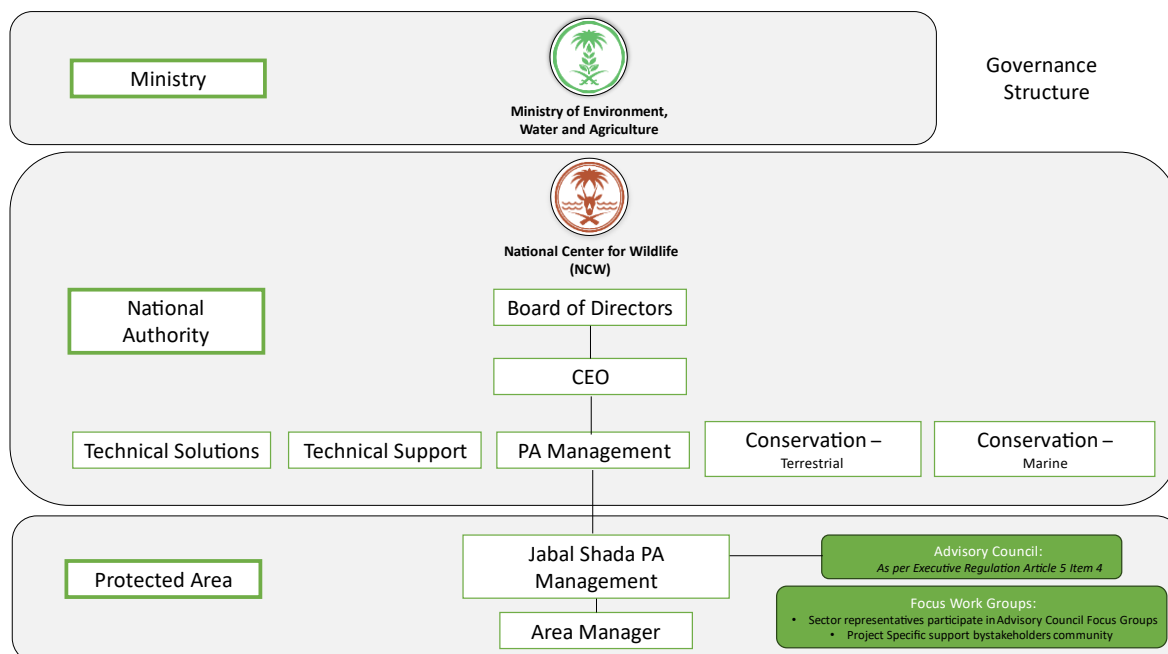 Ministry
Ministry of Environment,
Water and Agriculture
Governance
Structure
National Center for Wildlife
(NCW)
National
Authority
Board of Directors
CEO
Technical Solutions
Technical Support
PA Management
Conservation –
Terrestrial
Conservation –
Marine
Protected Area
Jabal Shada PA
Management
Area Manager
Advisory Council:
As per Executive Regulation Article 5 Item 4
Focus Work Groups:
• Sector representatives participate in Advisory Council Focus Groups
• Project Specific support bystakeholders community